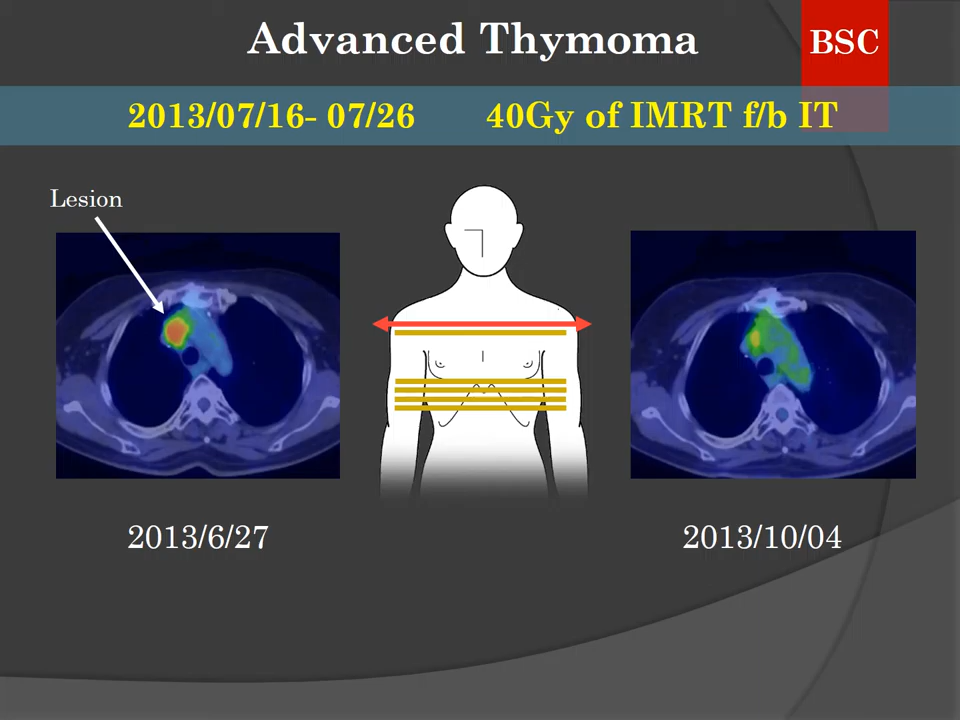 Advanced Thymoma
BSC
2013/07/16- 07/26 40Gy of IMRT f/b IT
Lesion
2013/6/27
2013/10/04